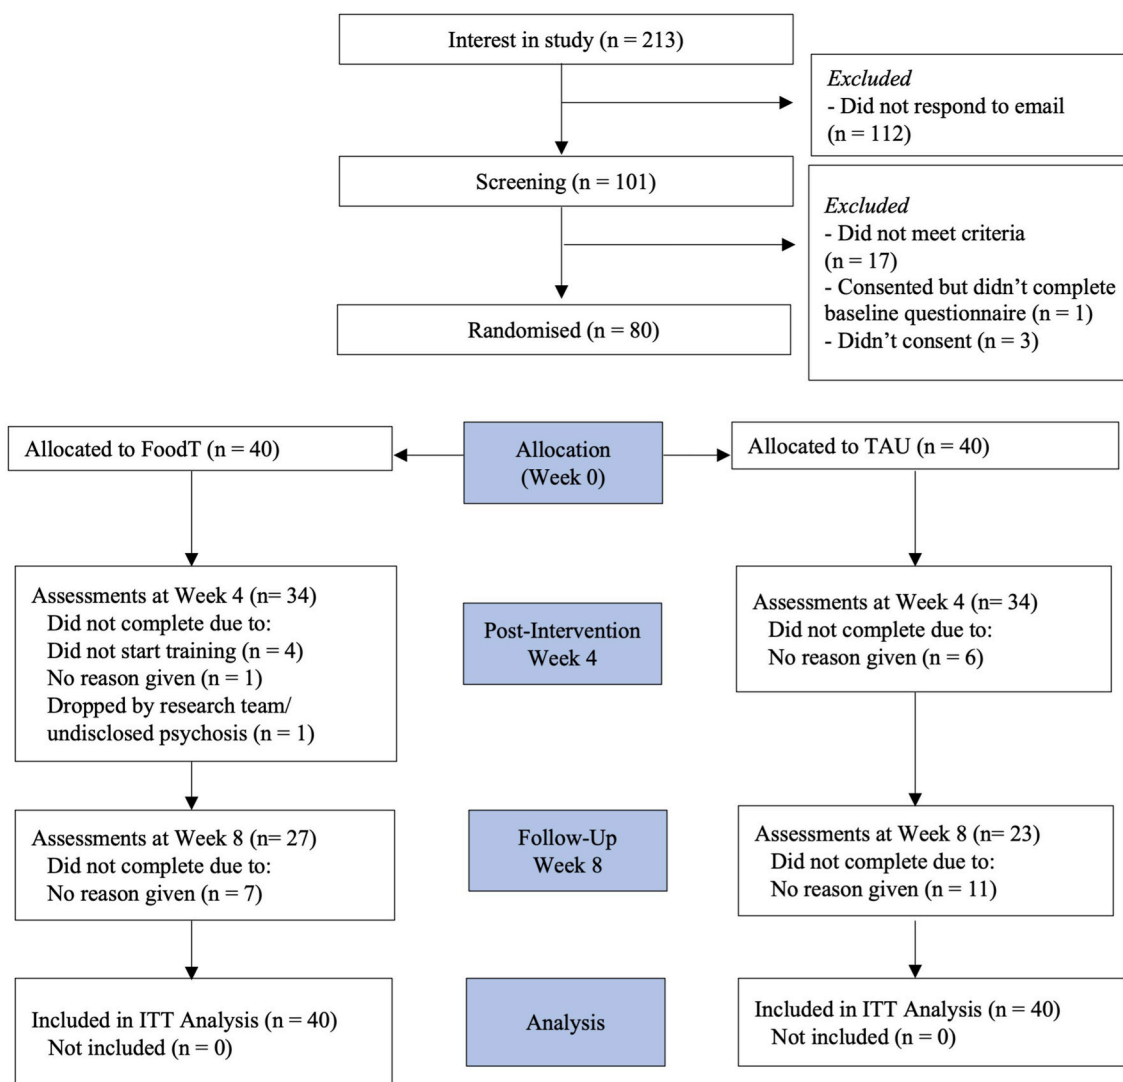 Interest in study (n = 213)
Excluded
- Did not respond to email
(n = 112)
Screening (n = 101)
Excluded
- Did not meet criteria
(n = 17)
- Consented but didn’t complete
baseline questionnaire (n = 1)
- Didn’t consent (n = 3)
Randomised (n = 80)
Allocated to FoodT (n = 40)
Allocation
(Week 0)
Allocated to TAU (n = 40)
Assessments at Week 4 (n= 34)
Did not complete due to:
Did not start training (n = 4)
No reason given (n = 1)
Dropped by research team/
undisclosed psychosis (n = 1)
Post-Intervention
Week 4
Assessments at Week 4 (n= 34)
Did not complete due to:
No reason given (n = 6)
Assessments at Week 8 (n= 27)
Did not complete due to:
No reason given (n = 7)
Follow-Up
Week 8
Assessments at Week 8 (n= 23)
Did not complete due to:
No reason given (n = 11)
Included in ITT Analysis (n = 40)
Not included (n = 0)
Analysis
Included in ITT Analysis (n = 40)
Not included (n = 0)